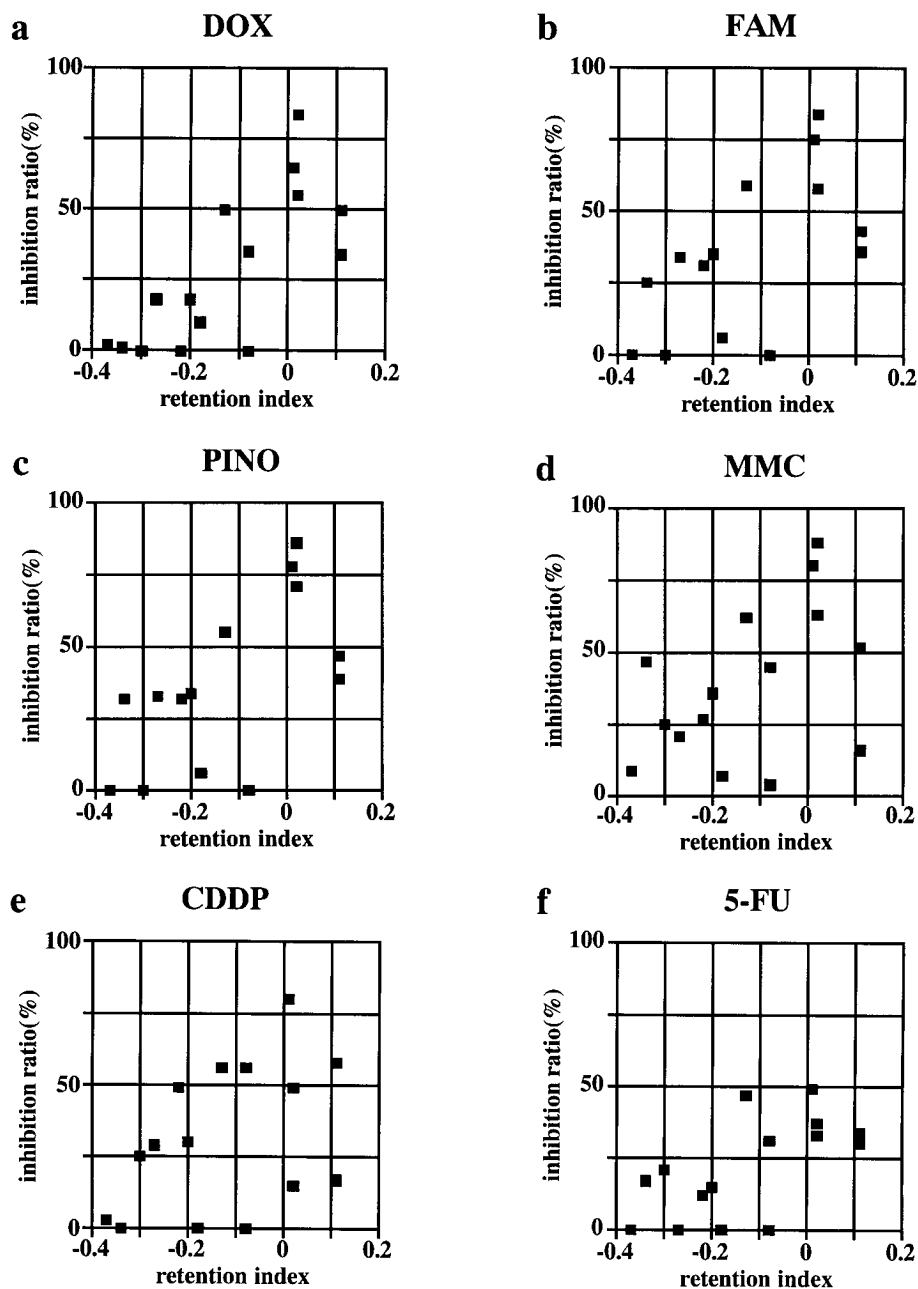 a DOX
100
50
0
-0.4 -0.2 0 0.2
inhibition ratio(%)
retention index
b FAM
100
50
0
-0.4 -0.2 0 0.2
inhibition ratio(%)
retention index
c PINO
100
50
0
-0.4 -0.2 0 0.2
inhibition ratio(%)
retention index
d MMC
100
50
0
-0.4 -0.2 0 0.2
inhibition ratio(%)
retention index
e CDDP
100
50
0
-0.4 -0.2 0 0.2
inhibition ratio(%)
retention index
f 5-FU
100
50
0
-0.4 -0.2 0 0.2
inhibition ratio(%)
retention index